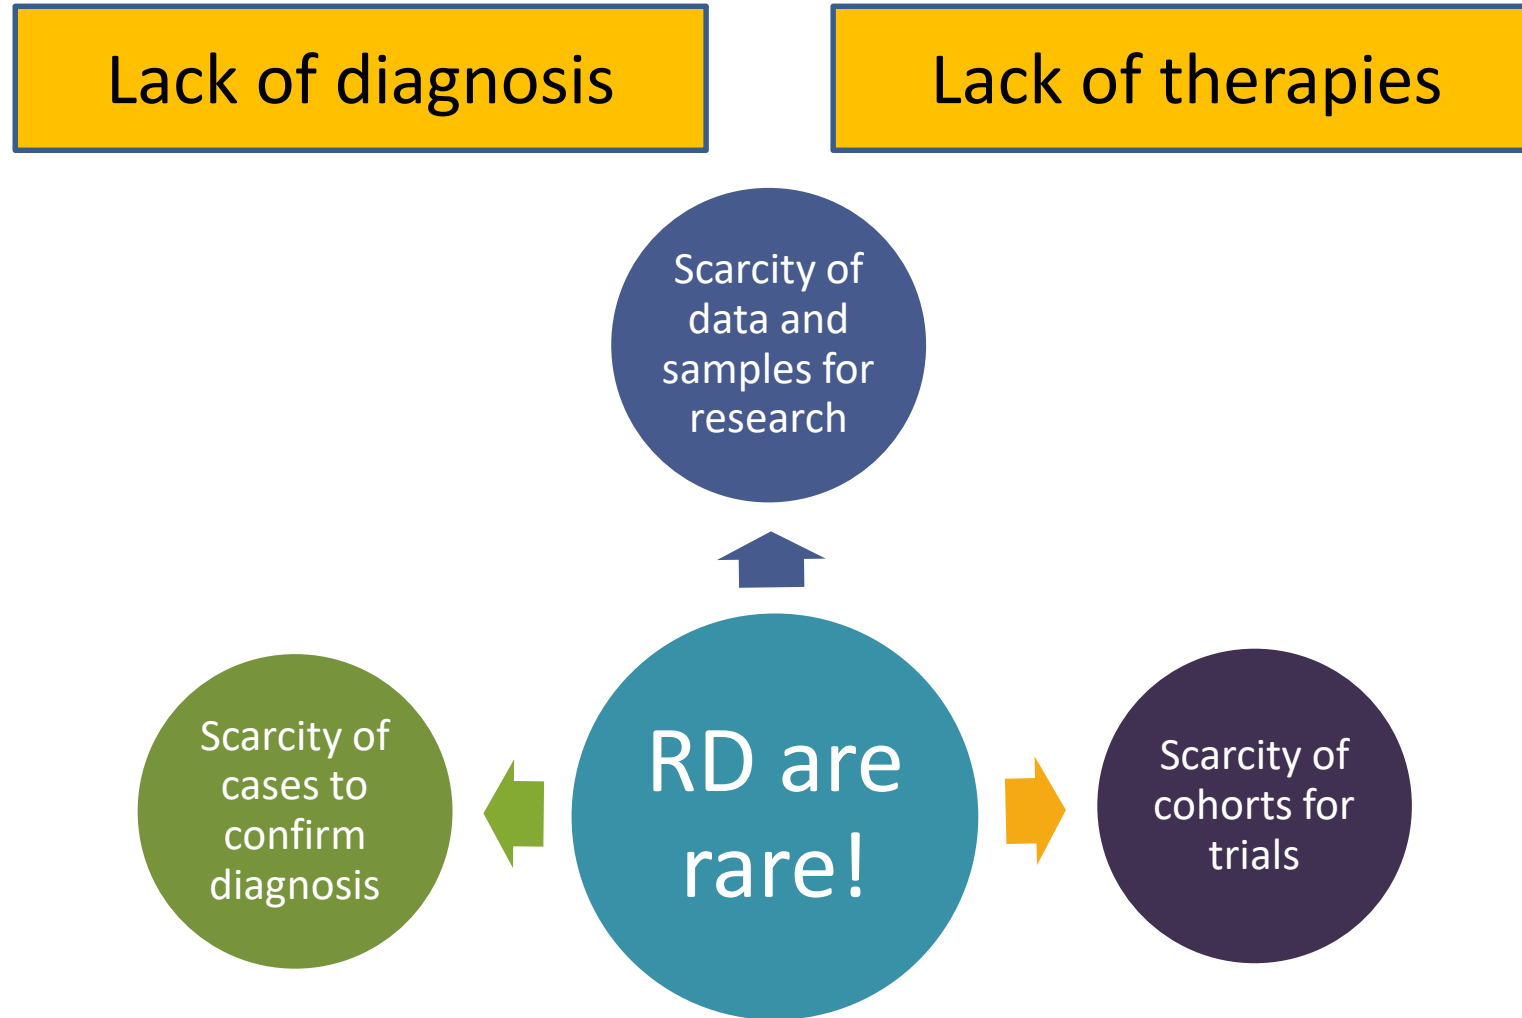 Lack of diagnosis
Lack of therapies
Scarcity of
data and
samples for
research
Scarcity of
cases to
confirm
diagnosis
RD are
rare!
Scarcity of
cohorts for
trials